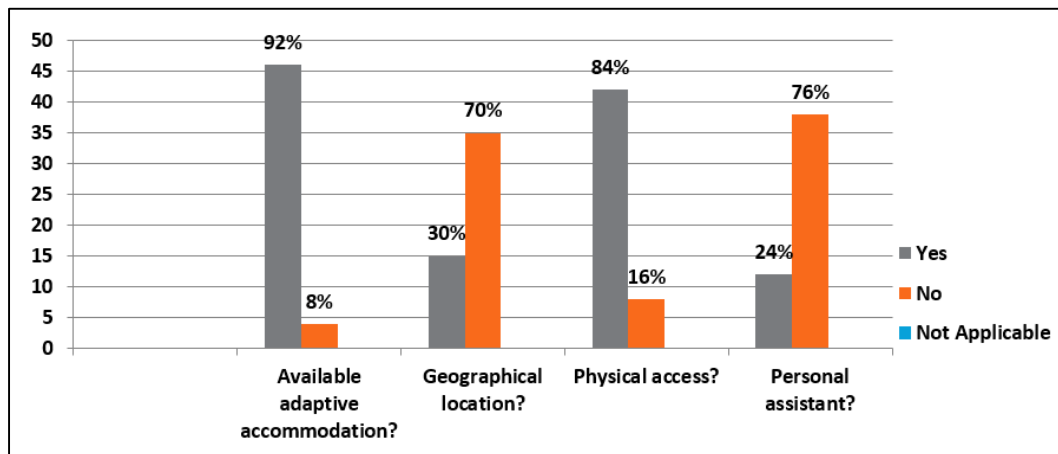 50
45
40
35
30
25
20
15
10
5
0
92%
8%
30%
70%
84%
16%
24%
76%
Available
adaptive
accommodation?
Geographical
location?
Physical access?
Personal
assistant?
Yes
No
Not Applicable